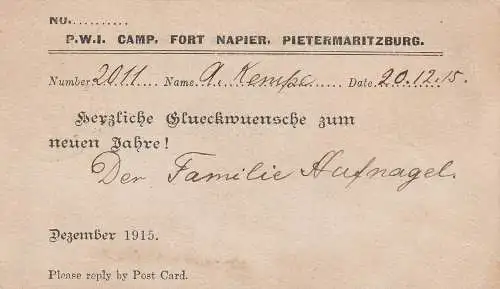 NO...........
P.W.I. CAMP, FORT NAPIER, PIETERMARITZBURG.
Number 2011 Name A. Kempe Date 20.12.15.
Herzliche Glueckwuensche zum
neuen Jahre!
Der Familie Hufnagel.
Dezember 1915.
Please reply by Post Card.